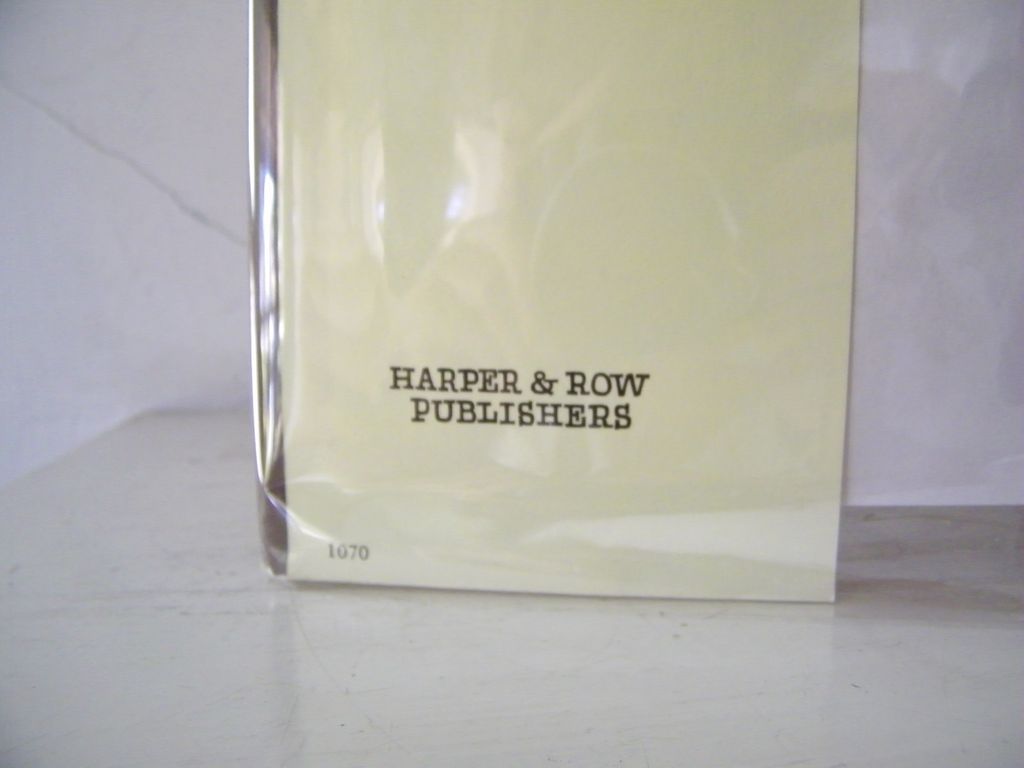 HARPER & ROW
PUBLISHERS
1070